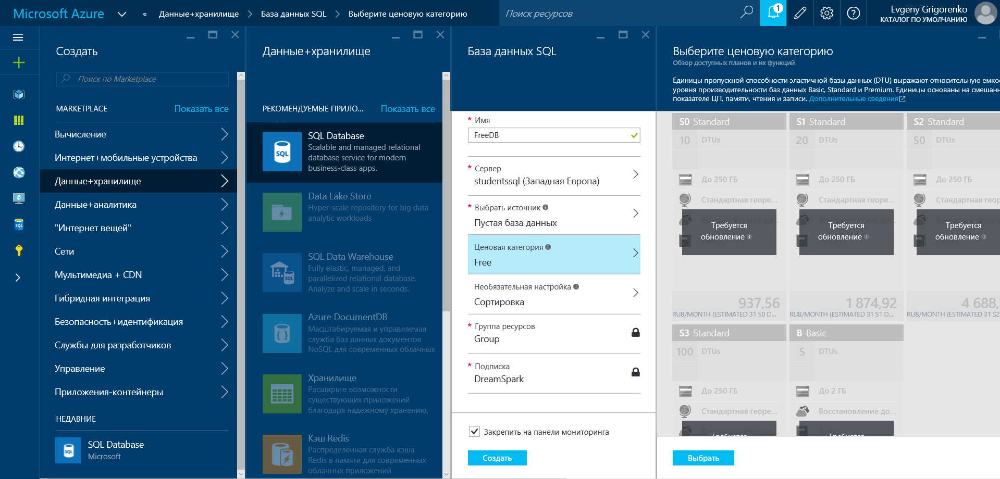 Microsoft Azure
«
Данные+хранилище
База данных SQL
Выберите ценовую категорию
Поиск ресурсов
1
Evgeny Grigorenko
КАТАЛОГ ПО УМОЛЧАНИЮ
Создать
Поиск по Marketplace
MARKETPLACE
Показать все
Вычисление
Интернет+мобильные устройства
Данные+хранилище
Данные+аналитика
"Интернет вещей"
Сети
Мультимедиа + CDN
Гибридная интеграция
Безопасность+идентификация
Службы для разработчиков
Управление
Приложения-контейнеры
НЕДАВНИЕ
SQL Database
Microsoft
Данные+хранилище
РЕКОМЕНДУЕМЫЕ ПРИЛО...
Показать все
SQL Database
Scalable and managed relational
database service for modern
business-class apps.
Data Lake Store
Hyper-scale repository for big data
analytic workloads
SQL Data Warehouse
Fully elastic, managed, and
parallelized relational database.
Analyze and scale in seconds.
Azure DocumentDB
Масштабируемая и управляемая
служба баз данных документов
NoSQL для современных облачных
Хранилище
Расширьте возможности
существующих приложений
благодаря надежному хранению,
Кэш Redis
Распределенная служба кэша
Redis в памяти для современных
облачных приложений
База данных SQL
* Имя
FreeDB
* Сервер
studentssql (Западная Европа)
* Выбрать источник
Пустая база данных
Ценовая категория
Free
Необязательная настройка
Сортировка
* Группа ресурсов
Group
* Подписка
DreamSpark
Закрепить на панели мониторинга
Создать
Выберите ценовую категорию
Обзор доступных планов и их функций
Единицы пропускной способности эластичной базы данных (DTU) выражают относительную емкос
уровня производительности баз данных Basic, Standard и Premium. Единицы основаны на смешанн
показателе ЦП, памяти, чтения и записи. Дополнительные сведения
S0 Standard
10 DTUs
До 250 ГБ
Стандартная георе...
Восстановление до...
Требуется
обновление
937,56
RUB/MONTH (ESTIMATED 31 S0 D...
S1 Standard
20 DTUs
До 250 ГБ
Стандартная георе...
Восстановление до...
Требуется
обновление
1 874,92
RUB/MONTH (ESTIMATED 31 S1 D...
S2 Standard
50 DTUs
До 250 ГБ
Стандартная геор
Требуется
обновление
4 688,
RUB/MONTH (ESTIMATED 31 S2
S3 Standard
100 DTUs
До 250 ГБ
Стандартная георе...
Восстановление до...
Требуется
B Basic
5 DTUs
До 2 ГБ
Восстановление до...
Требуется
Выбрать